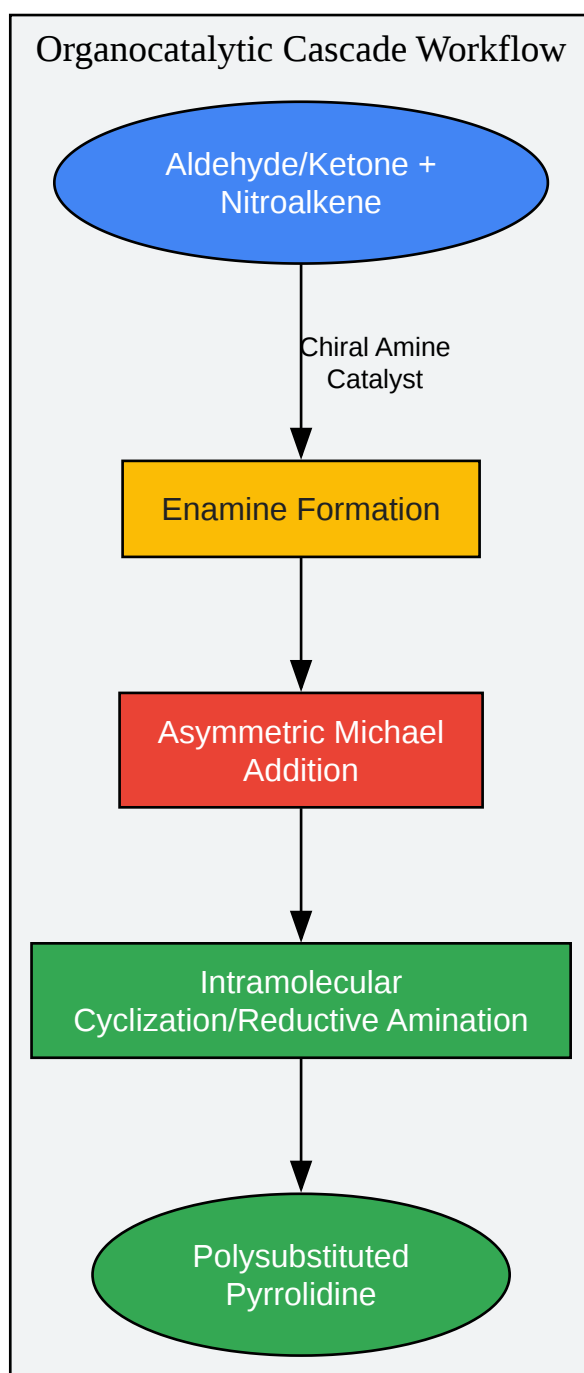 Organocatalytic Cascade Workflow
Aldehyde/Ketone +
Nitroalkene
Chiral Amine
Catalyst
Enamine Formation
Asymmetric Michael
Addition
Intramolecular
Cyclization/Reductive Amination
Polysubstituted
Pyrrolidine